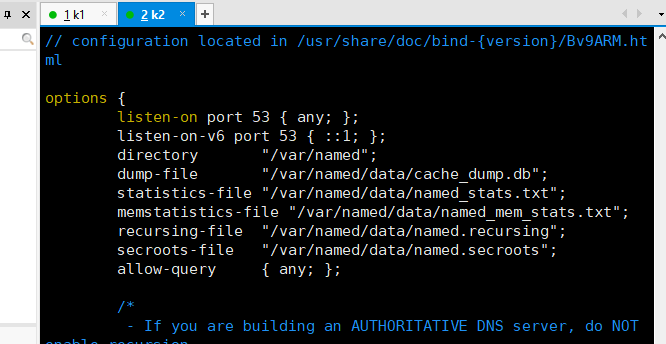 1 k1
2 k2
// configuration located in /usr/share/doc/bind-{version}/Bv9ARM.ht
ml
options {
listen-on port 53 { any; };
listen-on-v6 port 53 { ::1; };
directory "/var/named";
dump-file "/var/named/data/cache_dump.db";
statistics-file "/var/named/data/named_stats.txt";
memstatistics-file "/var/named/data/named_mem_stats.txt";
recursing-file "/var/named/data/named.recursing";
secroots-file "/var/named/data/named.secroots";
allow-query { any; };
/*
- If you are building an AUTHORITATIVE DNS server, do NOT
enable recursion